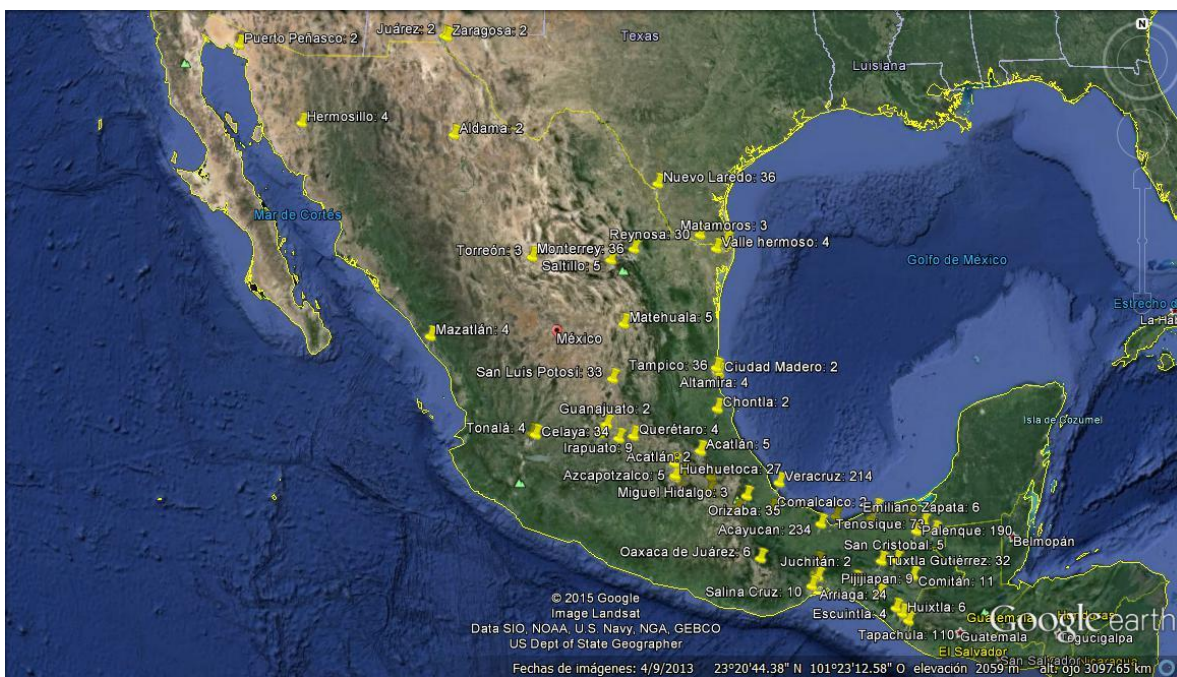 Puerto Peñasco: 2
Juárez: 2
Zaragosa: 2
Texas
N
Luisiana
Hermosillo: 4
Aldama: 2
Nuevo Laredo: 36
Mar de Cortés
Matamoros: 3
Reynosa: 30
Valle hermoso: 4
Torreón: 3
Monterrey: 36
Saltillo: 5
Golfo de México
Estrecho d
La Hab
Matehuala: 5
Mazatlán: 4
México
Tampico: 36
Ciudad Madero: 2
San Luis Potosí: 33
Altamira: 4
Chontla: 2
Guanajuato: 2
Isla de Cozumel
Tonalá: 4
Celaya: 34
Querétaro: 4
Irapuato: 9
Acatlán: 5
Acatlán: 2
Azcapotzalco: 5
Huehuetoca: 27
Veracruz: 214
Miguel Hidalgo: 3
Comalcalco: 2
Emiliano Zapata: 6
Orizaba: 35
Acayucan: 234
Tenosique: 73
Palenque: 190
Belmopán
San Cristobal: 5
Oaxaca de Juárez: 6
Juchitán: 2
Tuxtla Gutiérrez: 32
Pijijiapan: 9
Comitán: 11
Salina Cruz: 10
Arriaga: 24
Escuintla: 4
Huixtla: 6
Guatemala
Honduras
Google earth
Tapachula: 110
Guatemala
Tegucigalpa
El Salvador
San Salvador
Nicaragua
© 2015 Google
Image Landsat
Data SIO, NOAA, U.S. Navy, NGA, GEBCO
US Dept of State Geographer
Fechas de imágenes: 4/9/2013 23°20'44.38" N 101°23'12.58" O elevación 2059 m alt. ojo 3097.65 km